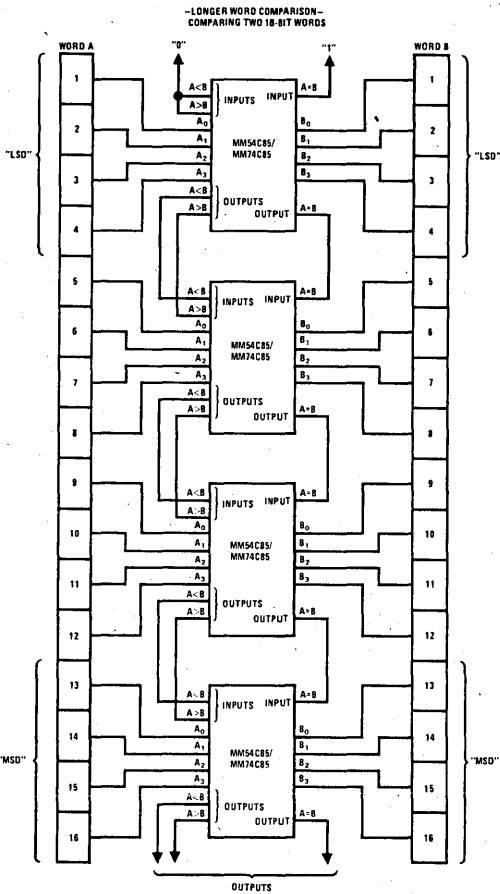 –LONGER WORD COMPARISON–
COMPARING TWO 18-BIT WORDS
WORD A "0" "1" WORD B
A<B A=B
INPUTS INPUT
A>B
1 A0 B0 1
2 A1 MM54C85/ B1 2
MM74C85
"LSD" A2 B2 "LSD"
3 A3 B3 3
A<B
OUTPUTS
A>B OUTPUT A=B
4 4
5 A<B INPUTS INPUT A=B 5
A>B
A0 B0
6 A1 MM54C85/ B1 6
MM74C85
A2 B2
7 A3 B3 7
A<B
OUTPUTS
A>B OUTPUT A=B
8 8
9 A<B INPUTS INPUT A=B 9
A>B
A0 B0
10 A1 MM54C85/ B1 10
MM74C85
11 A2 B2 11
A3 B3
A<B
OUTPUTS
12 A>B OUTPUT A=B 12
13 A<B INPUTS INPUT A=B 13
A>B
A0 B0
14 A1 MM54C85/ B1 14
MM74C85
"MSD" A2 B2 "MSD"
15 A3 B3 15
A<B
OUTPUTS
16 A>B OUTPUT A=B 16
OUTPUTS